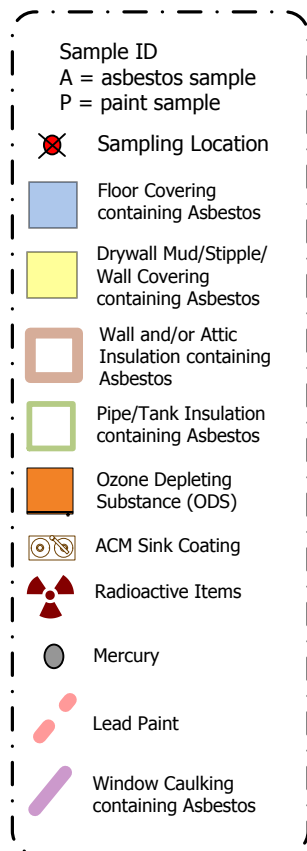 Sample ID
A = asbestos sample
P = paint sample
Sampling Location
Floor Covering
containing Asbestos
Drywall Mud/Stipple/
Wall Covering
containing Asbestos
Wall and/or Attic
Insulation containing
Asbestos
Pipe/Tank Insulation
containing Asbestos
Ozone Depleting
Substance (ODS)
ACM Sink Coating
Radioactive Items
Mercury
Lead Paint
Window Caulking
containing Asbestos